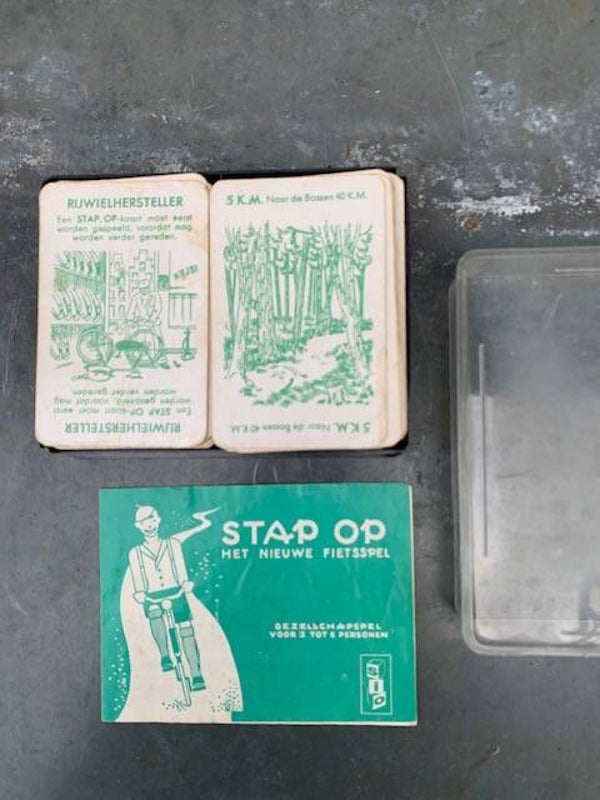 RIJWIELHERSTELLER
Een STAP OP-kaart moet eerst
worden gespeeld, voordat mag
worden verder gereden.
Een STAP OP-kaart moet eerst
worden gespeeld, voordat mag
worden verder gereden
RIJWIELHERSTELLER
5 K.M. Naar de Bossen 40 K.M.
5 K.M. Naar de Bossen 40 K.M.
STAP OP
HET NIEUWE FIETSSPEL
GEZELSCHAPSPEL
VOOR 2 TOT 6 PERSONEN
SIO